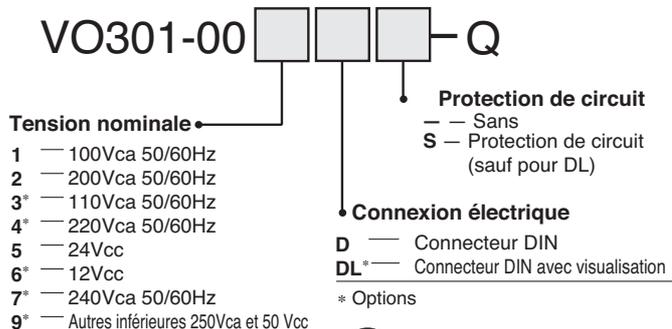 VO301-00 – Q
Tension nominale
1 — 100Vca 50/60Hz
2 — 200Vca 50/60Hz
3* — 110Vca 50/60Hz
4* — 220Vca 50/60Hz
5 — 24Vcc
6* — 12Vcc
7* — 240Vca 50/60Hz
9* — Autres inférieures 250Vca et 50 Vcc
Protection de circuit
– — Sans
S — Protection de circuit
(sauf pour DL)
Connexion électrique
D — Connecteur DIN
DL* — Connecteur DIN avec visualisation
* Options